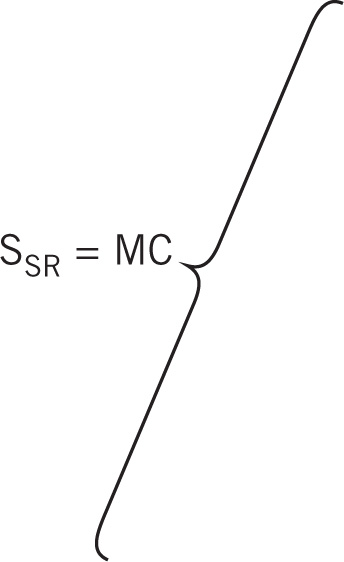 S_SR = MC